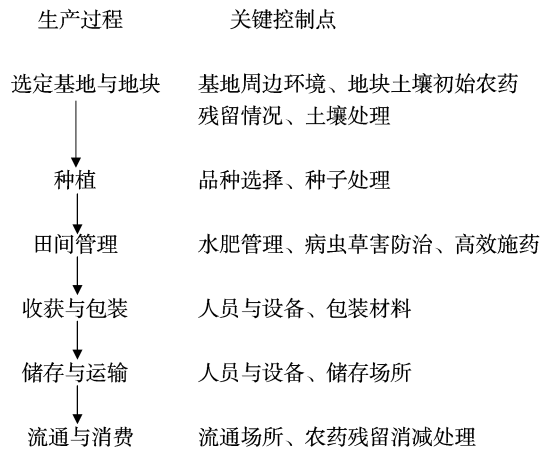 生产过程 关键控制点
选定基地与地块 基地周边环境、地块土壤初始农药
残留情况、土壤处理
种植 品种选择、种子处理
田间管理 水肥管理、病虫草害防治、高效施药
收获与包装 人员与设备、包装材料
储存与运输 人员与设备、储存场所
流通与消费 流通场所、农药残留消减处理